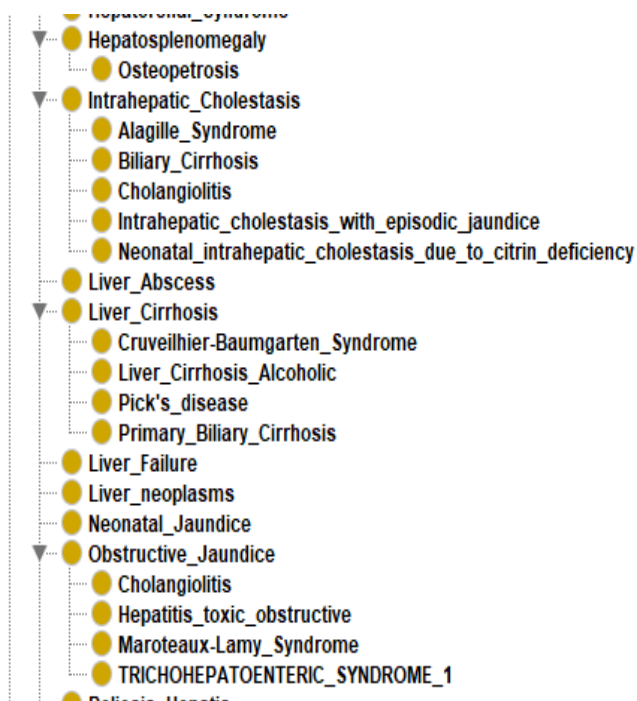 Hepatorenal_Syndrome
Hepatosplenomegaly
Osteopetrosis
Intrahepatic_Cholestasis
Alagille_Syndrome
Biliary_Cirrhosis
Cholangiolitis
Intrahepatic_cholestasis_with_episodic_jaundice
Neonatal_intrahepatic_cholestasis_due_to_citrin_deficiency
Liver_Abscess
Liver_Cirrhosis
Cruveilhier-Baumgarten_Syndrome
Liver_Cirrhosis_Alcoholic
Pick's_disease
Primary_Biliary_Cirrhosis
Liver_Failure
Liver_neoplasms
Neonatal_Jaundice
Obstructive_Jaundice
Cholangiolitis
Hepatitis_toxic_obstructive
Maroteaux-Lamy_Syndrome
TRICHOHEPATOENTERIC_SYNDROME_1